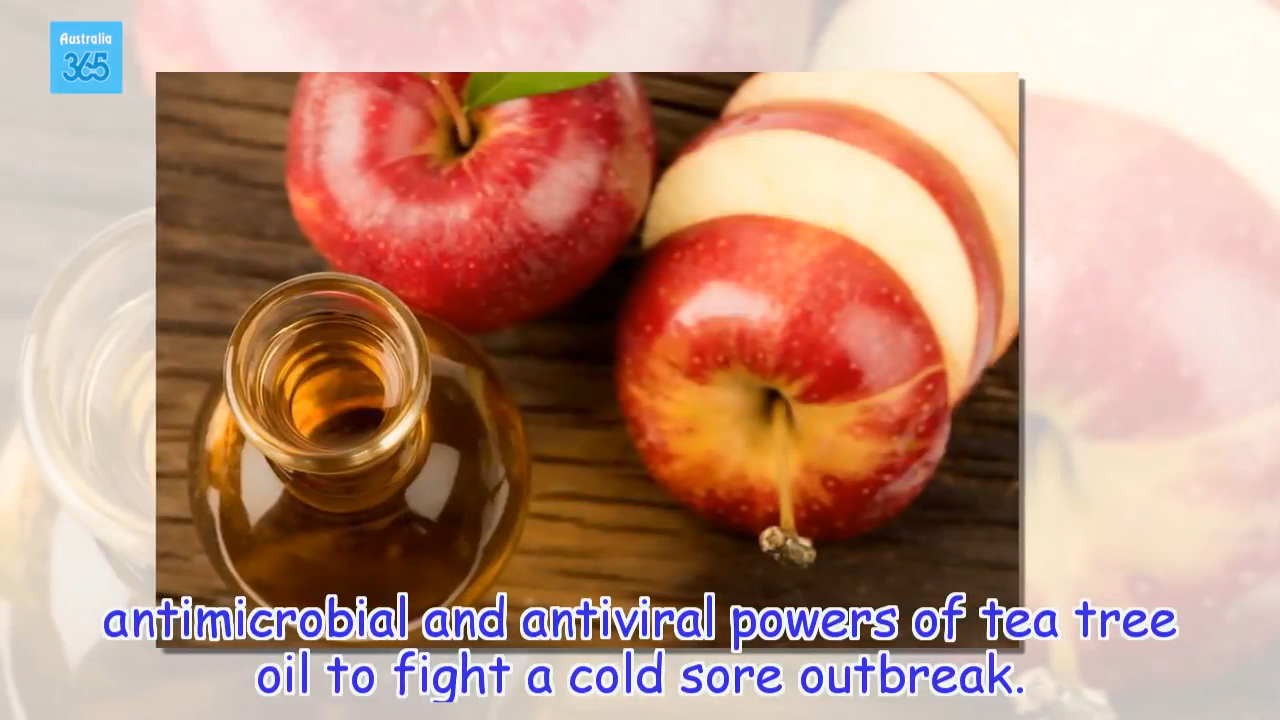 Australia
365
antimicrobial and antiviral powers of tea tree
oil to fight a cold sore outbreak.